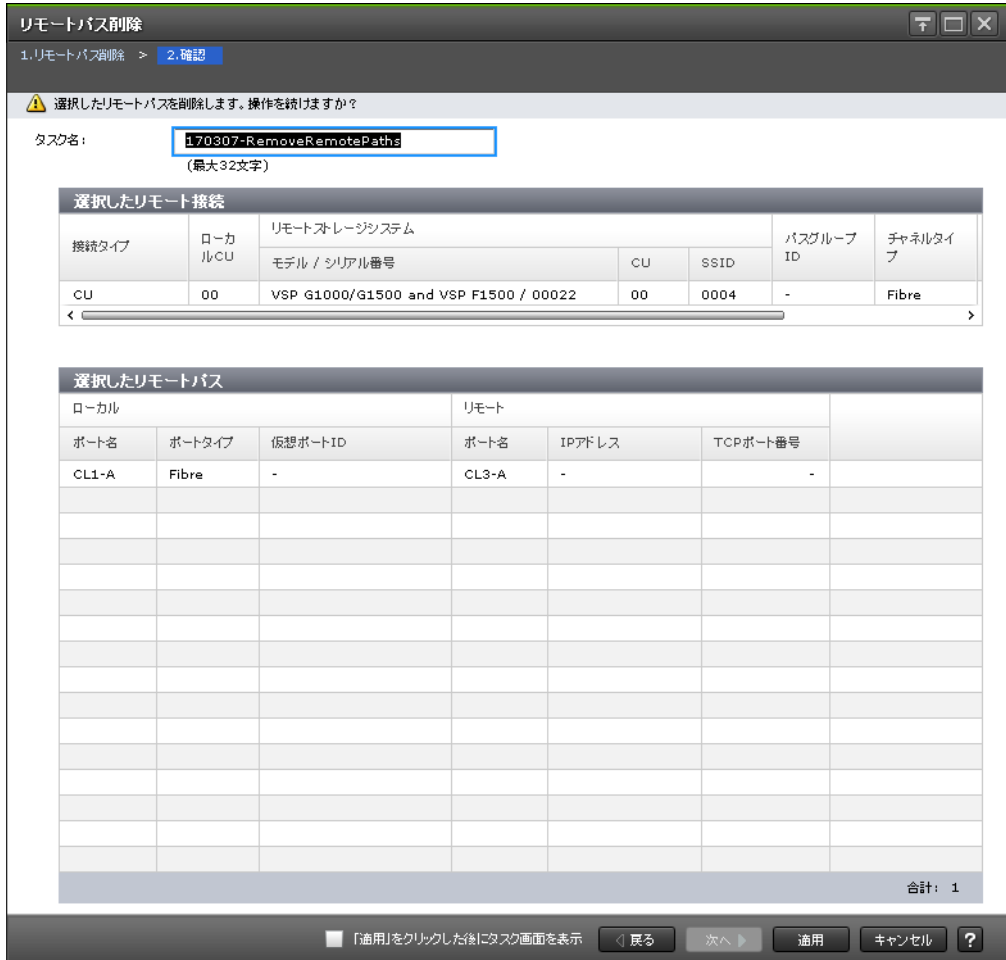 リモートパス削除
1.リモートパス削除 > 2.確認
選択したリモートパスを削除します。操作を続けますか？
タスク名: 170307-RemoveRemotePaths
(最大32文字)
選択したリモート接続
接続タイプ ローカルCU リモートストレージシステム パスグループID チャネルタイプ
モデル / シリアル番号 CU SSID
CU 00 VSP G1000/G1500 and VSP F1500 / 00022 00 0004 - Fibre
選択したリモートパス
ローカル リモート
ポート名 ポートタイプ 仮想ポートID ポート名 IPアドレス TCPポート番号
CL1-A Fibre - CL3-A - -
合計: 1
「適用」をクリックした後にタスク画面を表示 戻る 次へ 適用 キャンセル ?